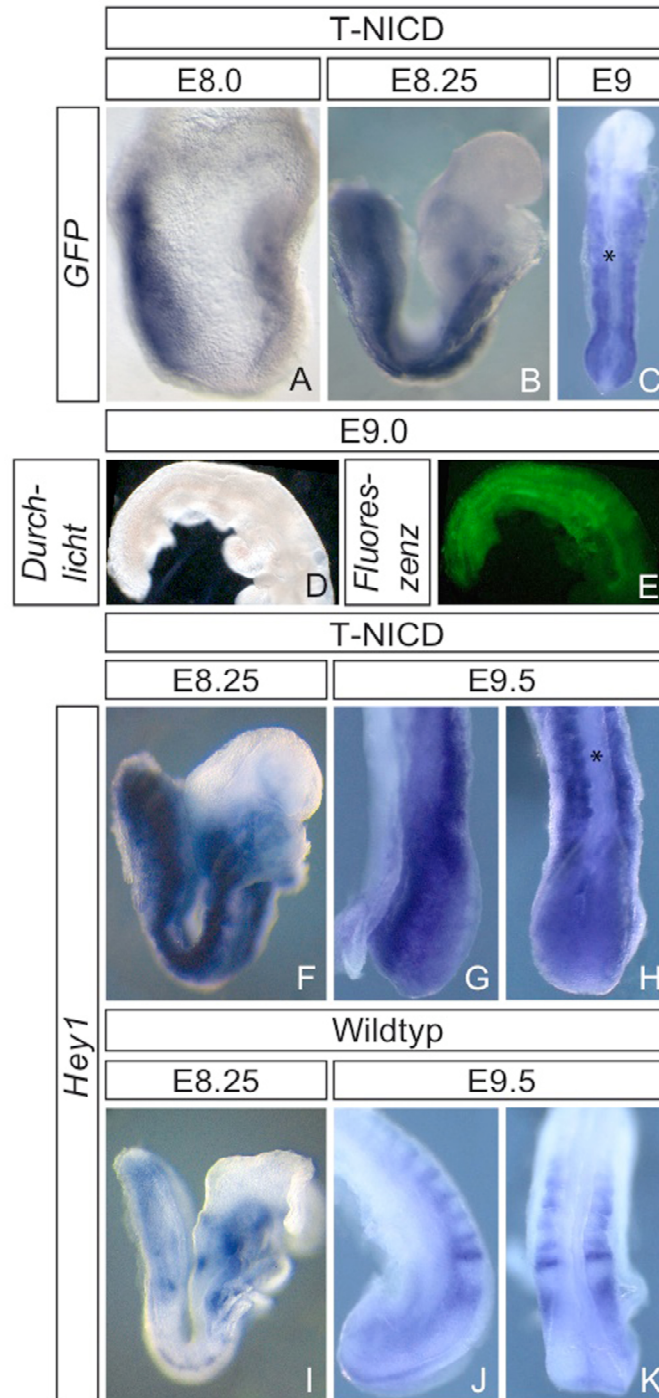 T-NICD
E8.0
E8.25
E9
GFP
A
B
*
C
E9.0
Durch-
licht
D
Fluores-
zenz
E
T-NICD
E8.25
E9.5
Hey1
F
G
*
H
Wildtyp
E8.25
E9.5
I
J
K